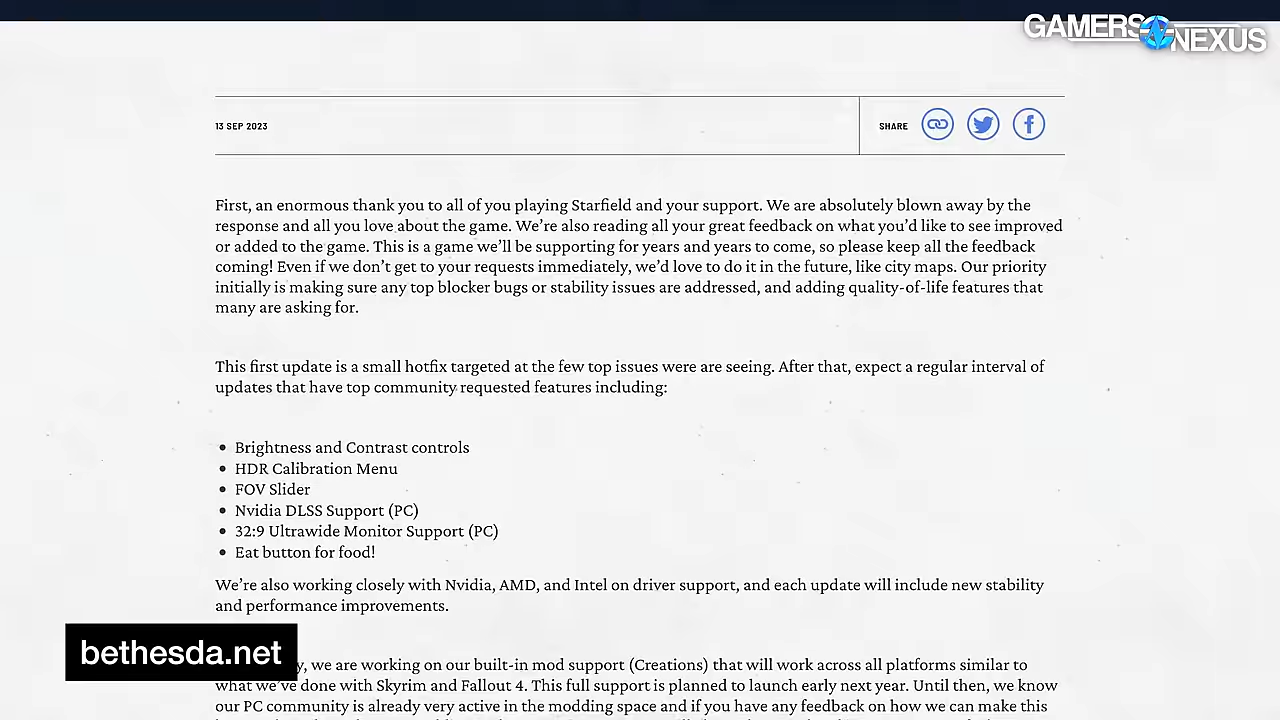 GAMERS NEXUS
13 SEP 2023
SHARE
First, an enormous thank you to all of you playing Starfield and your support. We are absolutely blown away by the
response and all you love about the game. We're also reading all your great feedback on what you'd like to see improved
or added to the game. This is a game we'll be supporting for years and years to come, so please keep all the feedback
coming! Even if we don't get to your requests immediately, we'd love to do it in the future, like city maps. Our priority
initially is making sure any top blocker bugs or stability issues are addressed, and adding quality-of-life features that
many are asking for.
This first update is a small hotfix targeted at the few top issues were are seeing. After that, expect a regular interval of
updates that have top community requested features including:
• Brightness and Contrast controls
• HDR Calibration Menu
• FOV Slider
• Nvidia DLSS Support (PC)
• 32:9 Ultrawide Monitor Support (PC)
• Eat button for food!
We're also working closely with Nvidia, AMD, and Intel on driver support, and each update will include new stability
and performance improvements.
bethesda.net
we are working on our built-in mod support (Creations) that will work across all platforms similar to
what we've done with Skyrim and Fallout 4. This full support is planned to launch early next year. Until then, we know
our PC community is already very active in the modding space and if you have any feedback on how we can make this